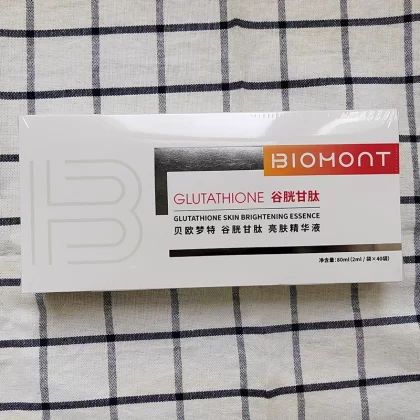 BIOMONT
GLUTATHIONE 谷胱甘肽
GLUTATHIONE SKIN BRIGHTENING ESSENCE
贝欧梦特 谷胱甘肽 亮肤精华液
净含量:80ml(2ml / 袋×40袋)